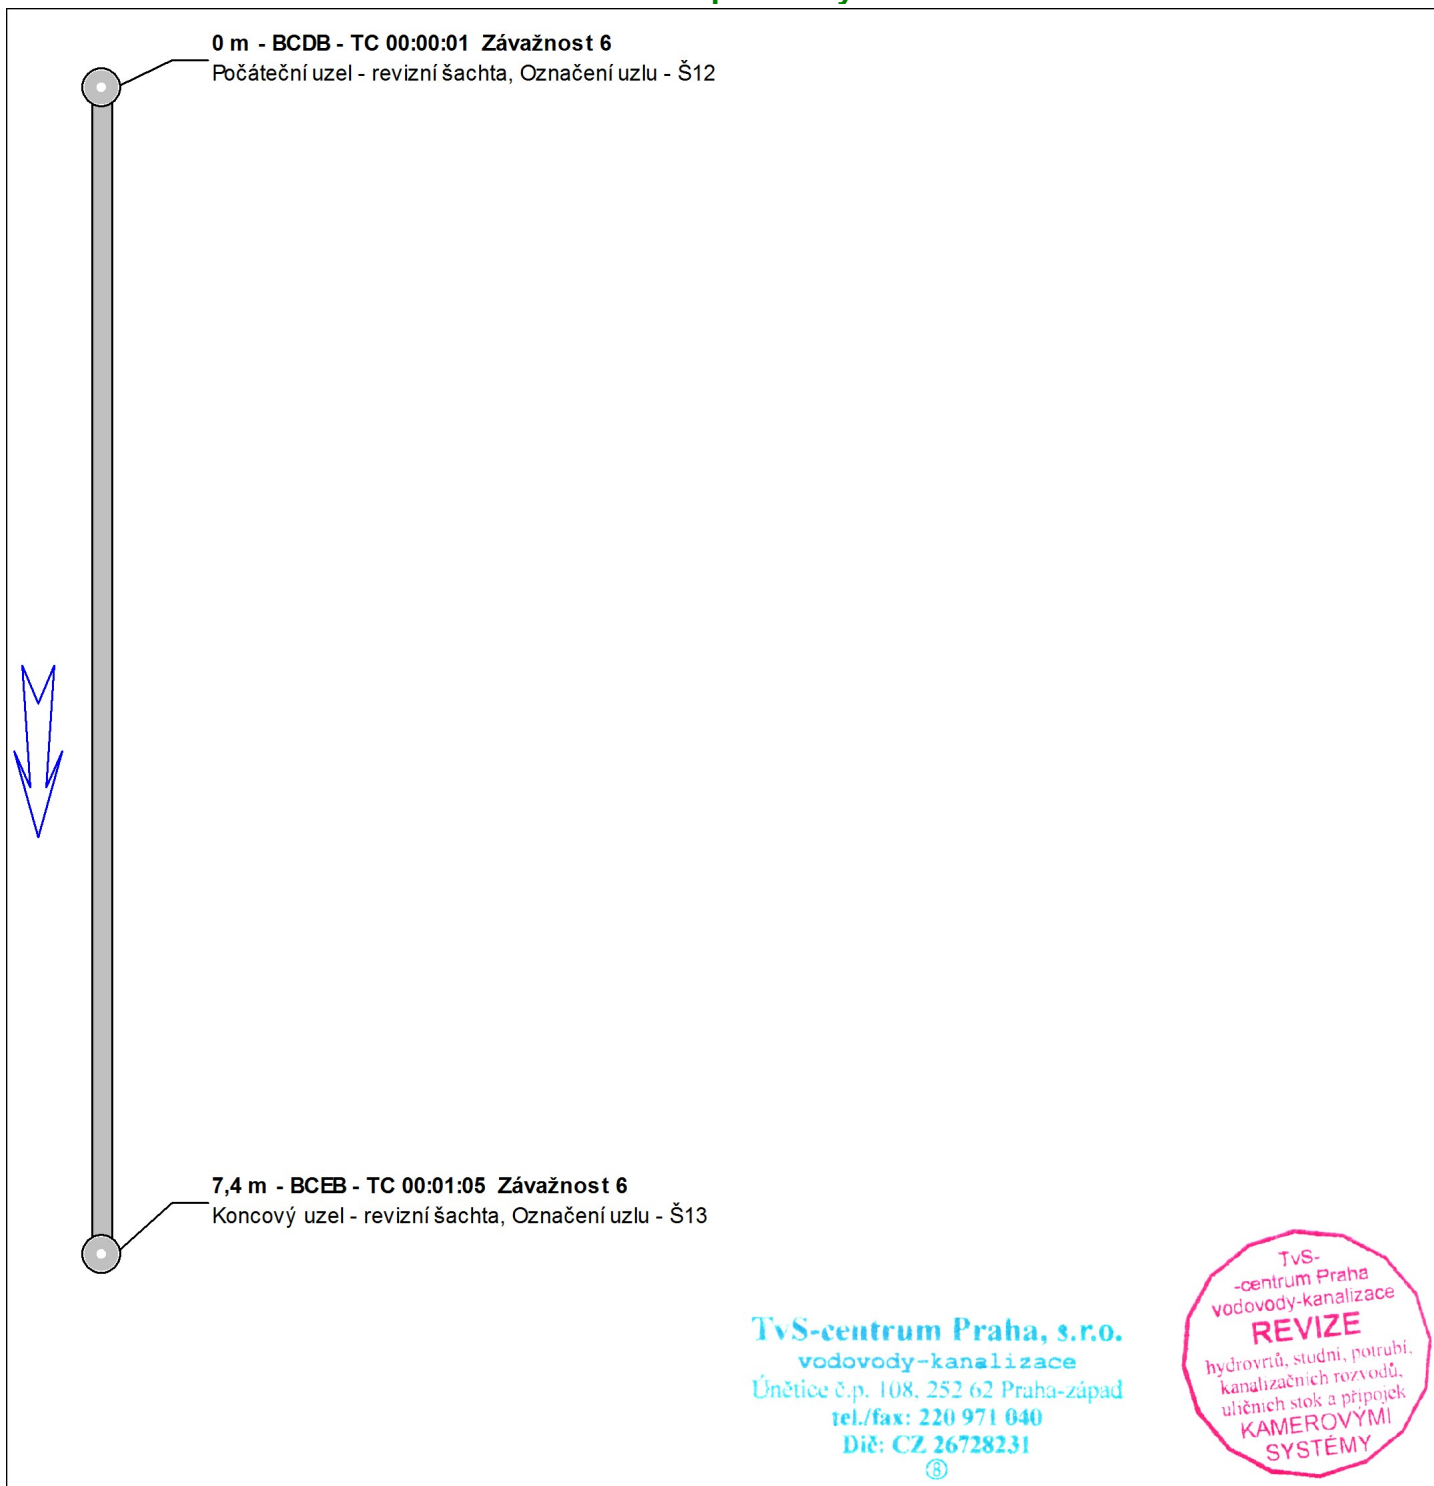 0 m - BCDB - TC 00:00:01 Závažnost 6
Počáteční uzel - revizní šachta, Označení uzlu - Š12
7,4 m - BCEB - TC 00:01:05 Závažnost 6
Koncový uzel - revizní šachta, Označení uzlu - Š13
TvS-centrum Praha, s.r.o.
vodovody-kanalizace
Únětice č.p. 108, 252 62 Praha-západ
tel./fax: 220 971 040
Dič: CZ 26728231
⑧
TvS-
-centrum Praha
vodovody-kanalizace
REVIZE
hydrovrtů, studní, potrubí,
kanalizačních rozvodů,
uličních stok a přípojek
KAMEROVÝMI
SYSTÉMY